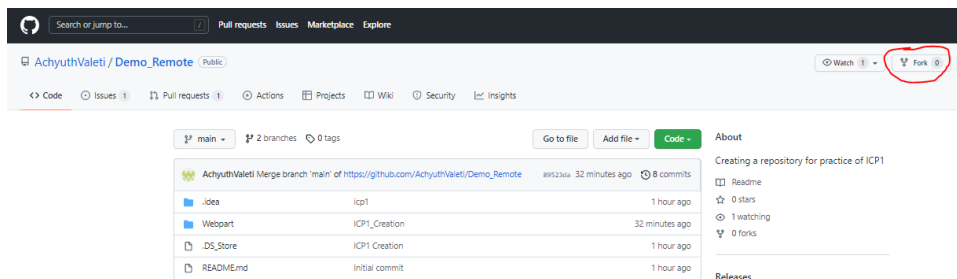 Search or jump to... / Pull requests Issues Marketplace Explore
AchyuthValeti / Demo_Remote Public Watch 1 Fork 0
<> Code Issues 1 Pull requests 1 Actions Projects Wiki Security Insights
main 2 branches 0 tags Go to file Add file Code About
Creating a repository for practice of ICP1
AchyuthValeti Merge branch 'main' of https://github.com/AchyuthValeti/Demo_Remote 89523da 32 minutes ago 8 commits
Readme
.idea icp1 1 hour ago
0 stars
Webpart ICP1_Creation 32 minutes ago
1 watching
0 forks
.DS_Store ICP1 Creation 1 hour ago
README.md Initial commit 1 hour ago
Releases